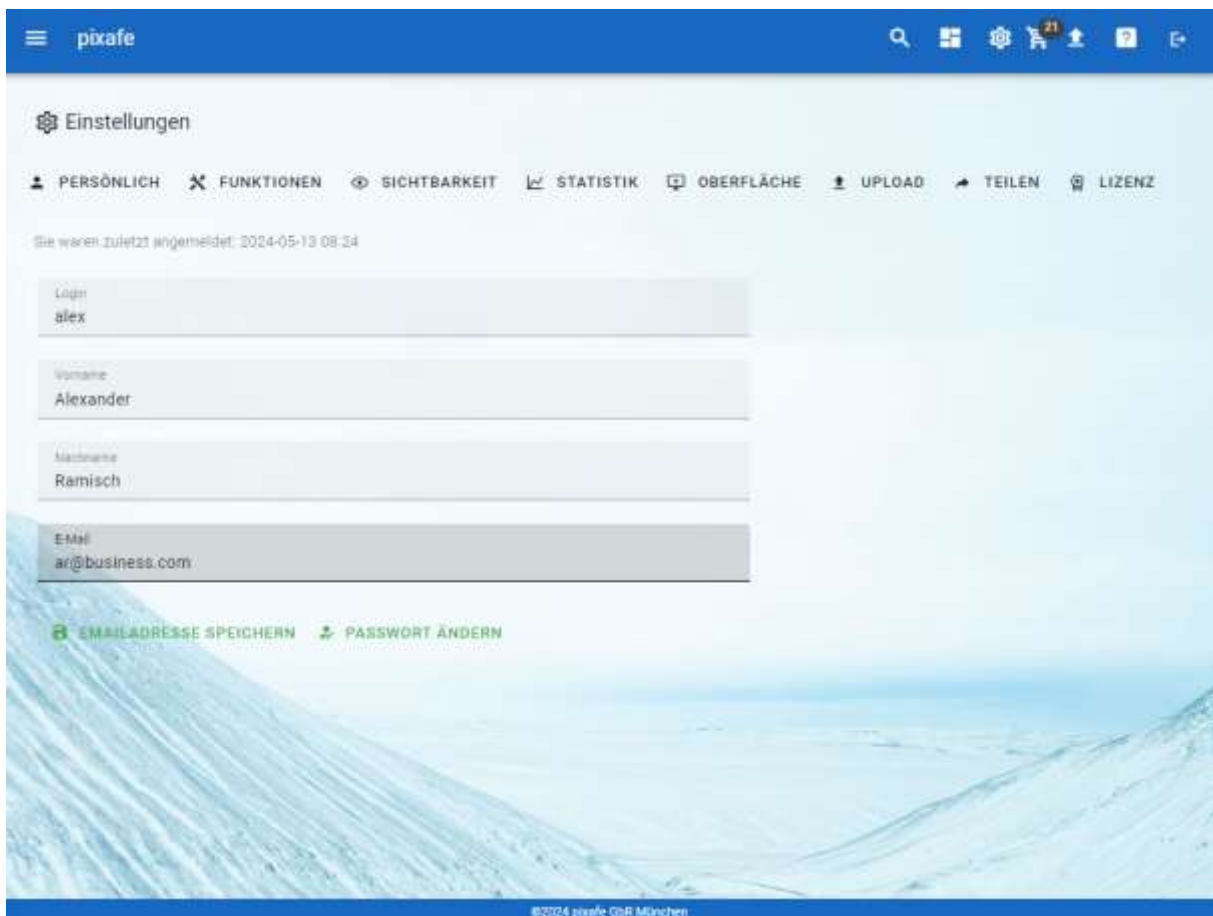 pixafe
21
?
Einstellungen
PERSÖNLICH FUNKTIONEN SICHTBARKEIT STATISTIK OBERFLÄCHE UPLOAD TEILEN LIZENZ
Sie waren zuletzt angemeldet: 2024-05-13 08:24
Login
alex
Vorname
Alexander
Nachname
Ramisch
E-Mail
ar@business.com
EMAILADRESSE SPEICHERN PASSWORT ÄNDERN
©2024 pixafe GbR München